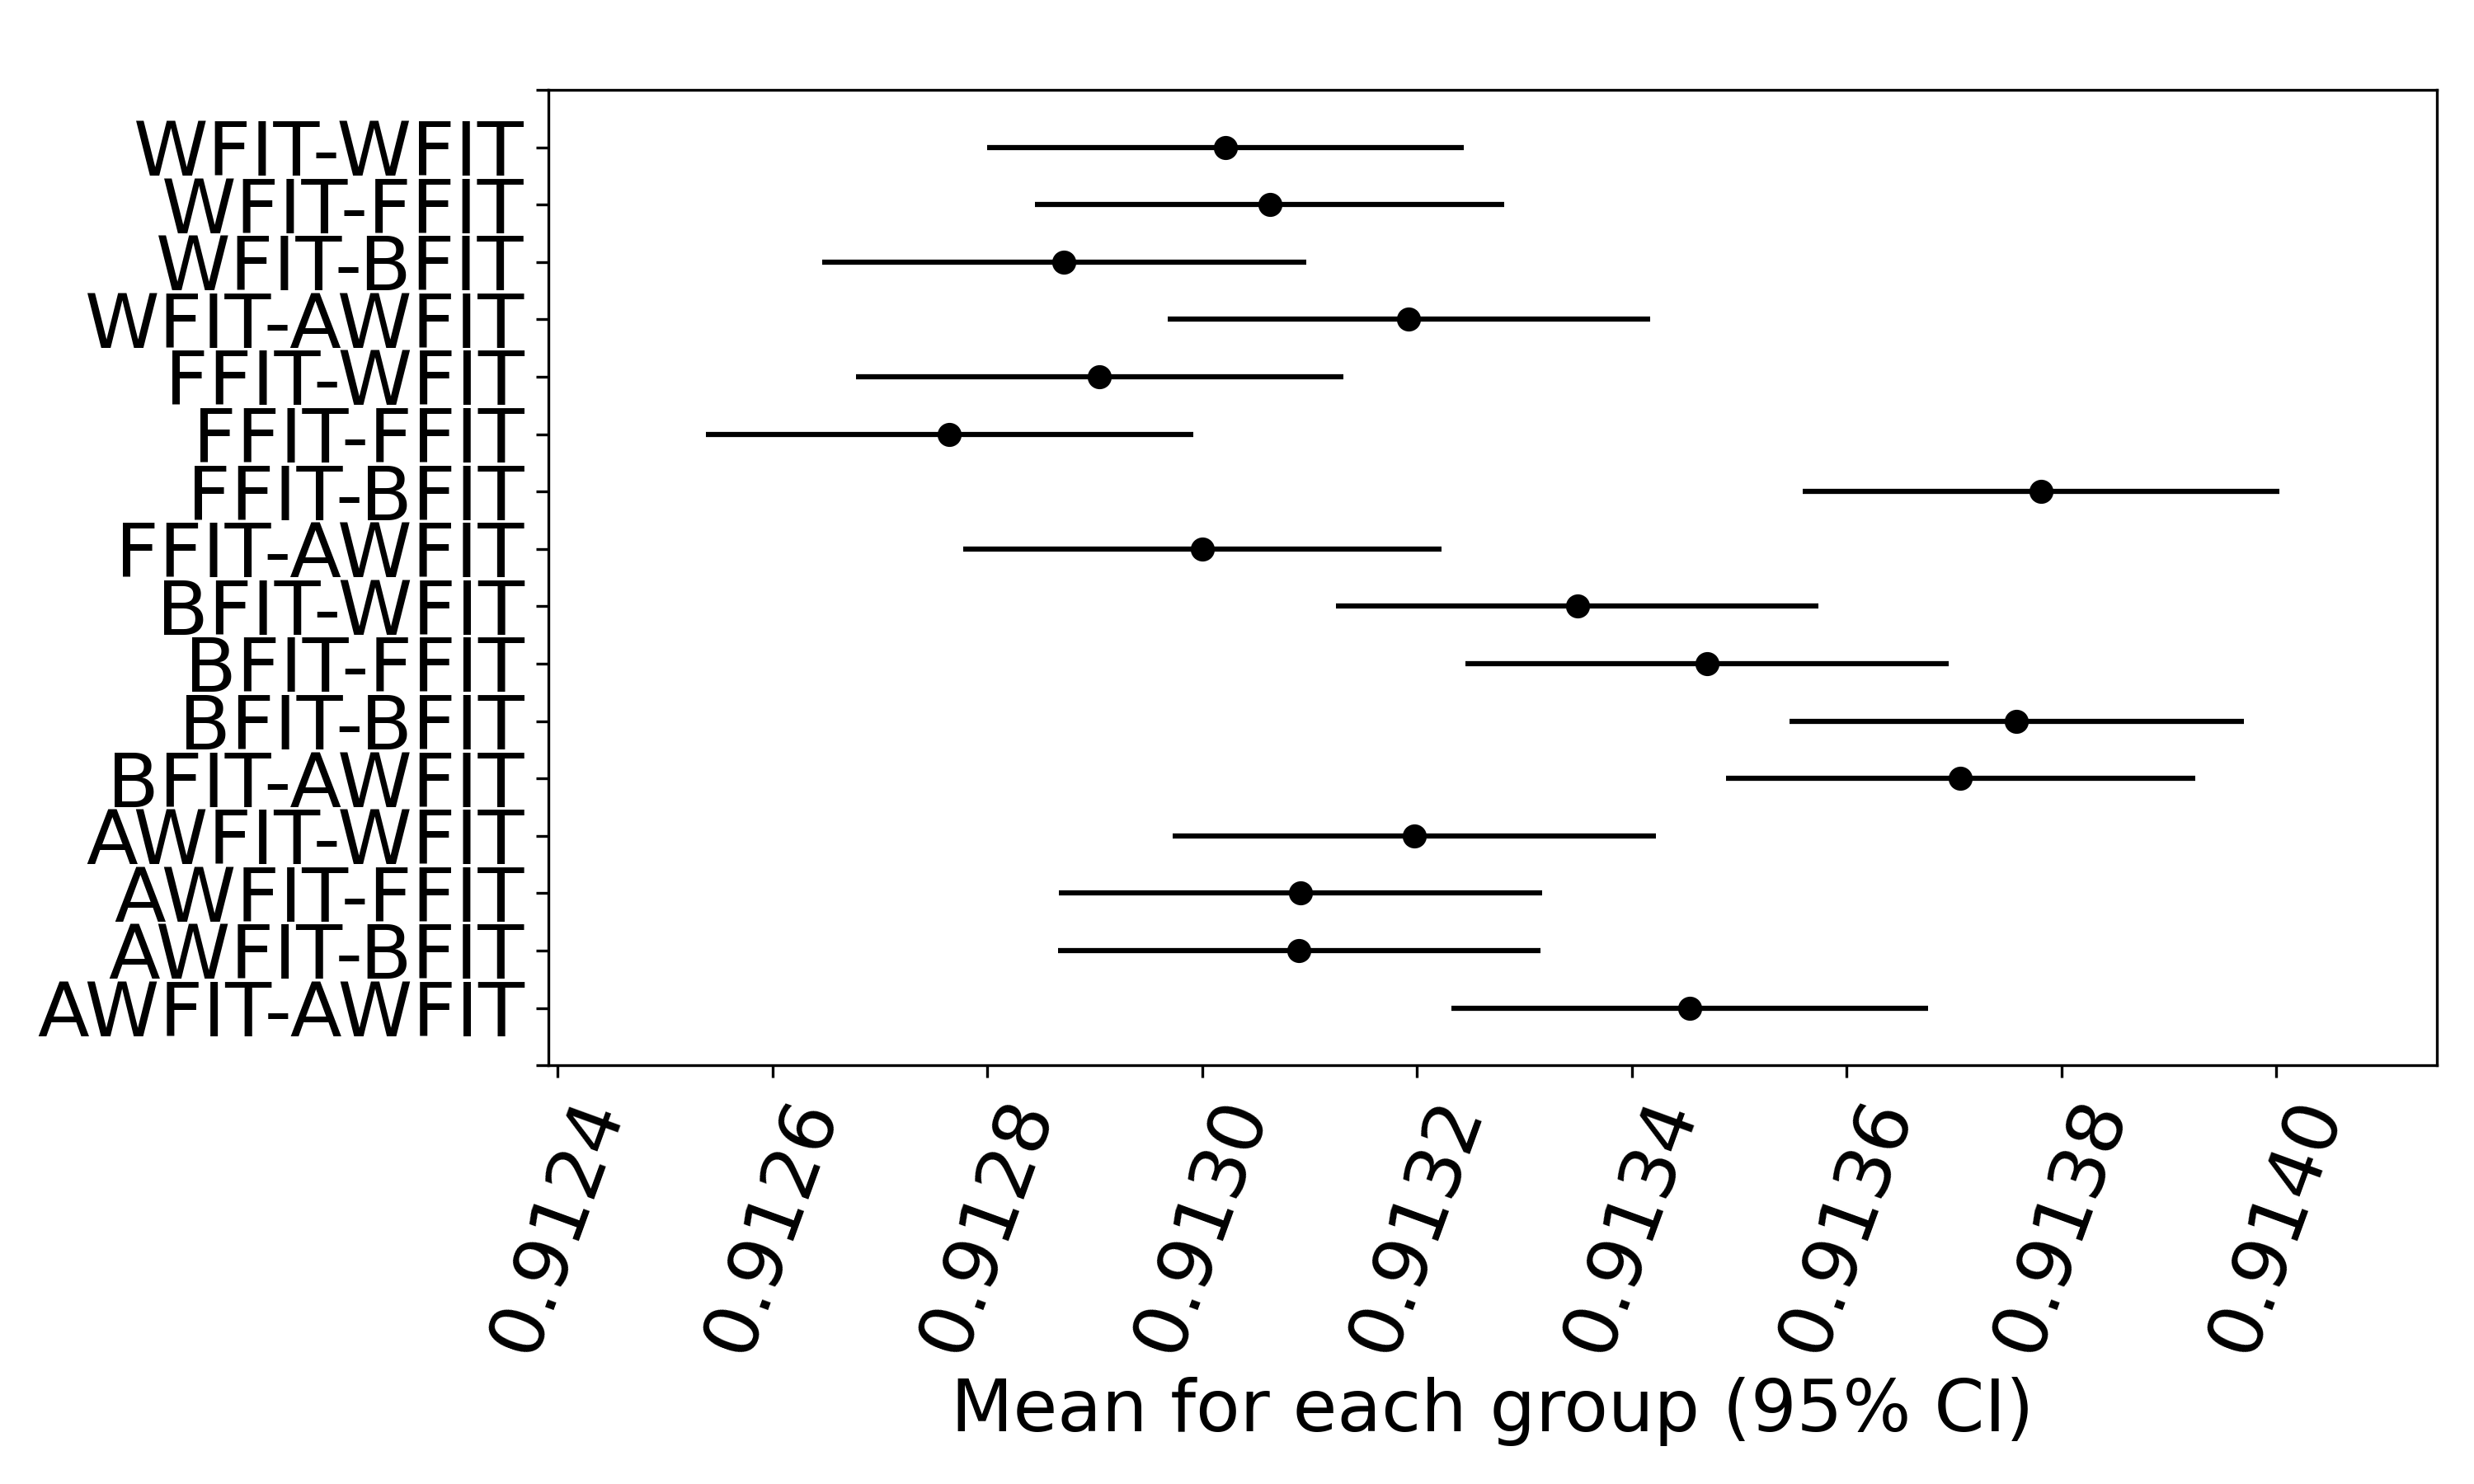 WFIT-WFIT
WFIT-FFIT
WFIT-BFIT
WFIT-AWFIT
FFIT-WFIT
FFIT-FFIT
FFIT-BFIT
FFIT-AWFIT
BFIT-WFIT
BFIT-FFIT
BFIT-BFIT
BFIT-AWFIT
AWFIT-WFIT
AWFIT-FFIT
AWFIT-BFIT
AWFIT-AWFIT
0.9124
0.9126
0.9128
0.9130
0.9132
0.9134
0.9136
0.9138
0.9140
Mean for each group (95% CI)